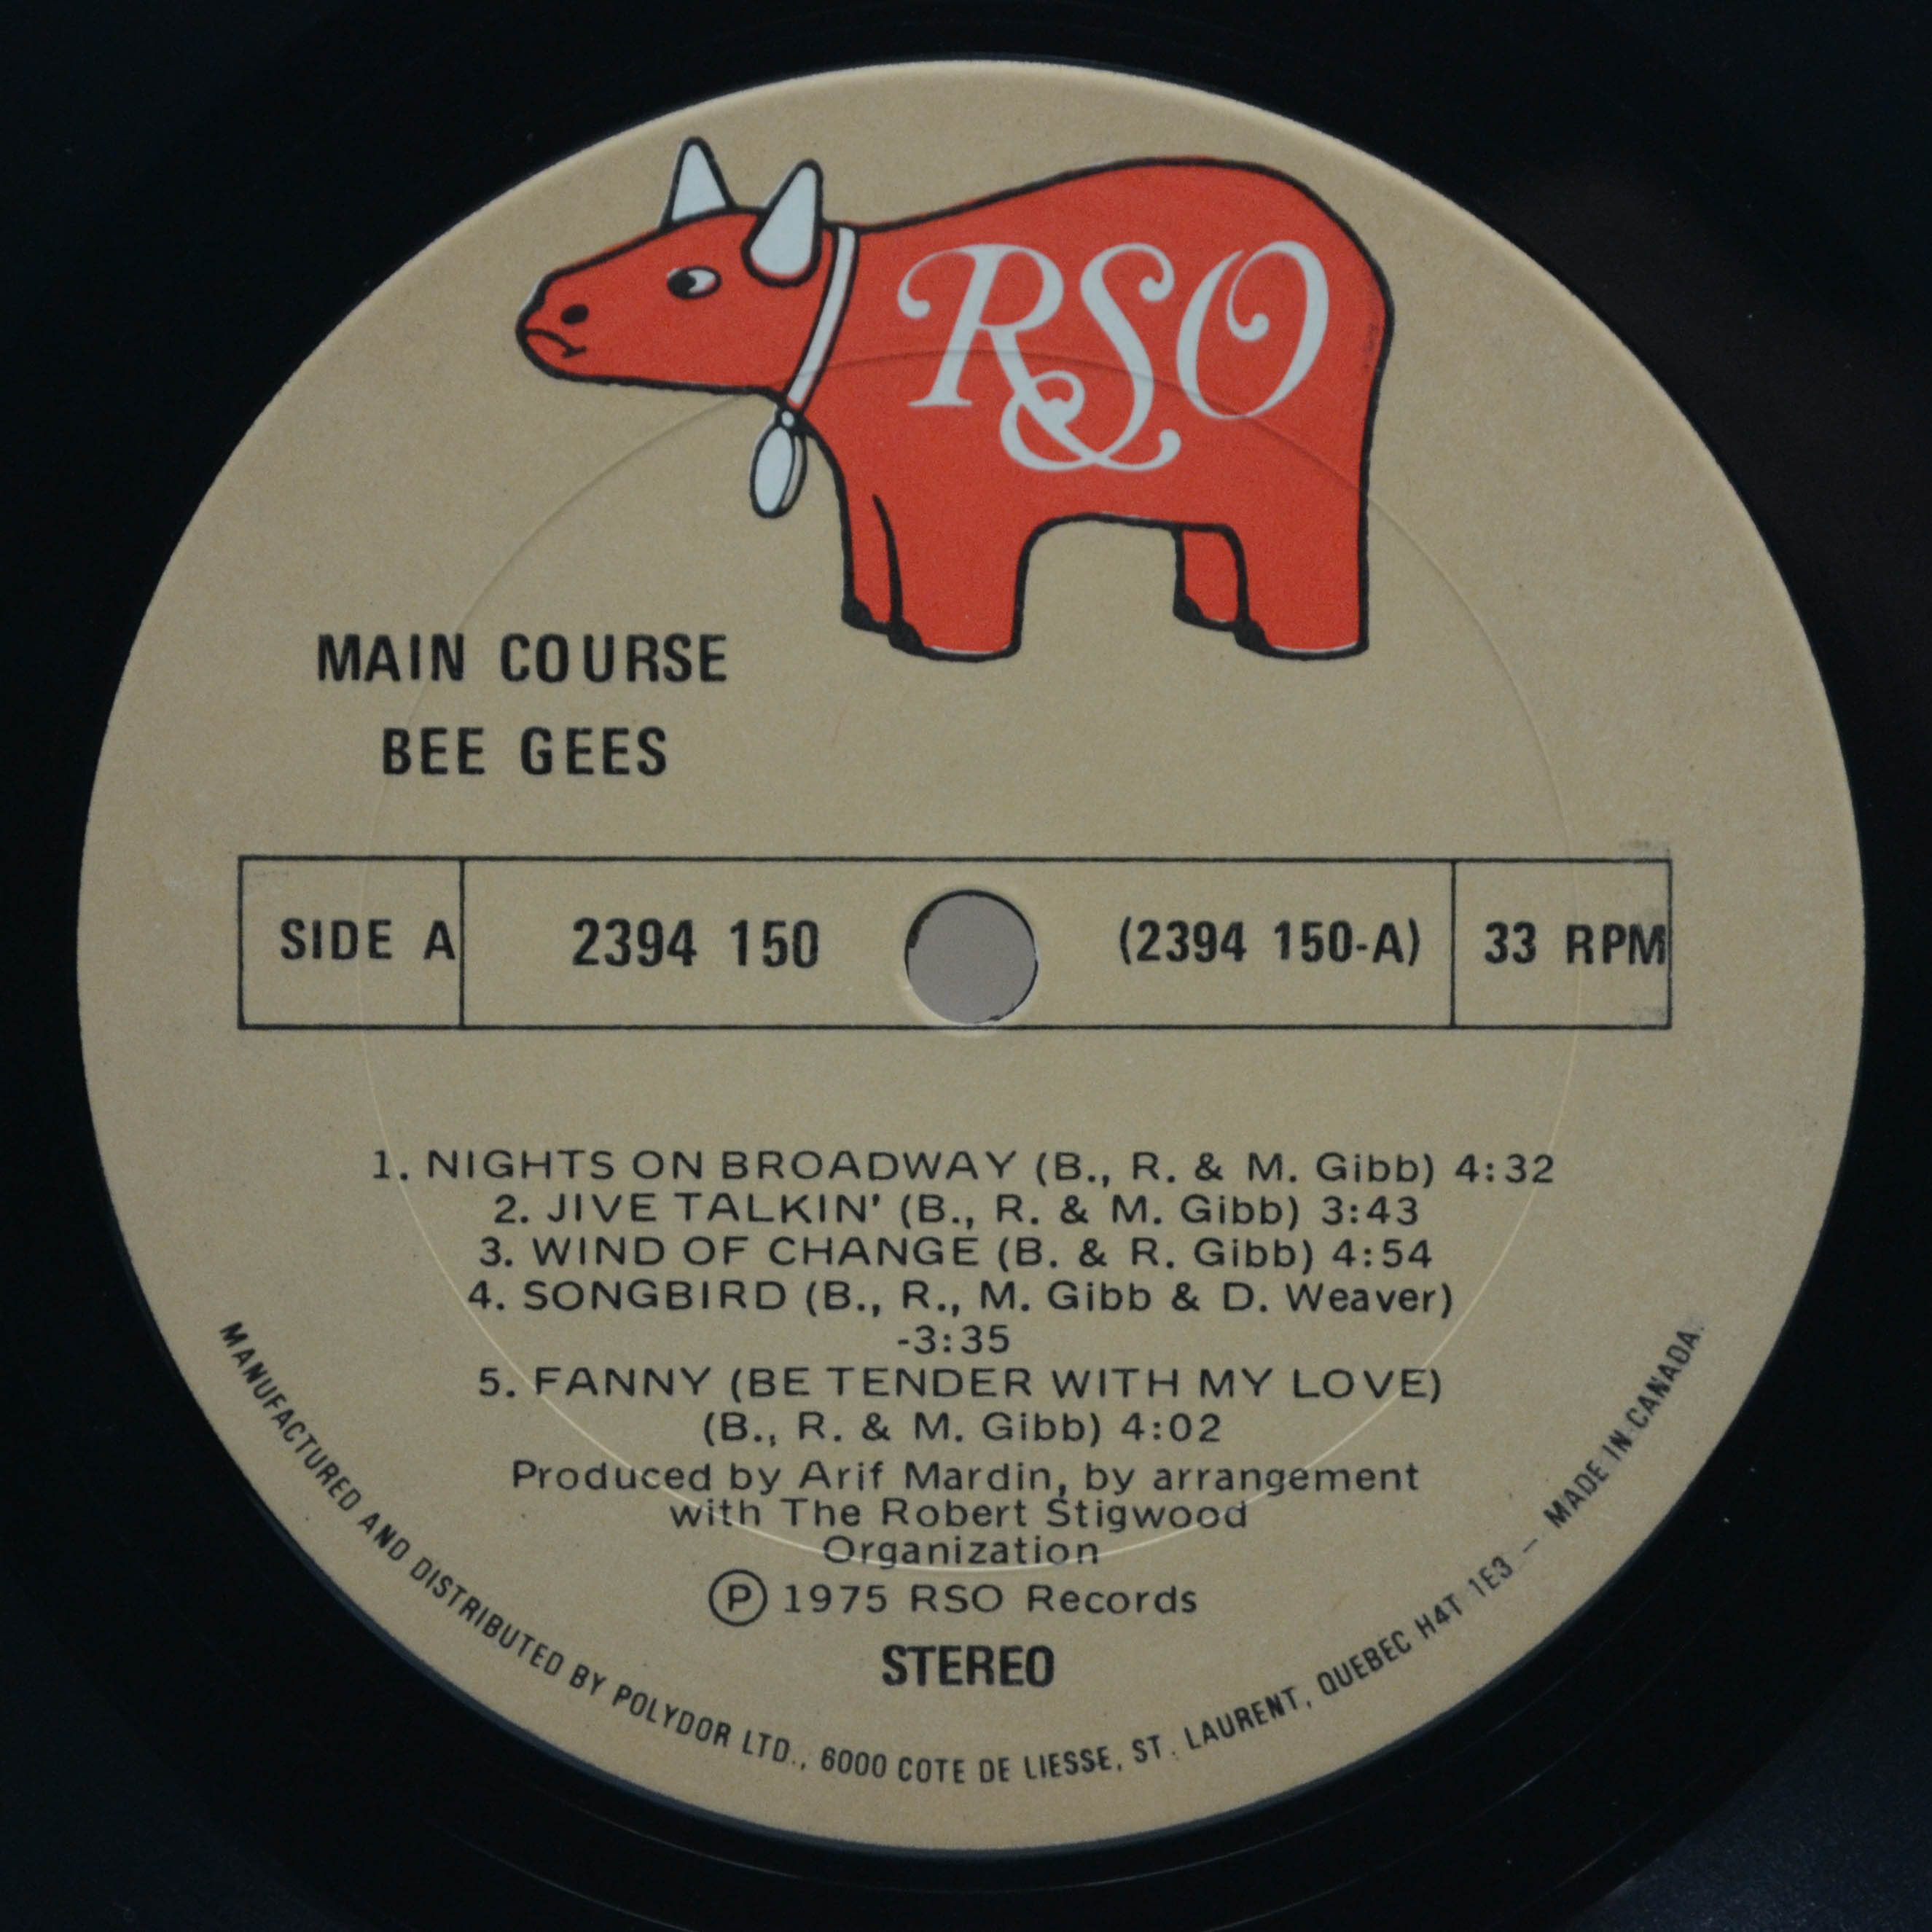 RSO
MAIN COURSE
BEE GEES
SIDE A
2394 150
(2394 150-A)
33 RPM
1. NIGHTS ON BROADWAY (B., R. & M. Gibb) 4:32
2. JIVE TALKIN' (B., R. & M. Gibb) 3:43
3. WIND OF CHANGE (B. & R. Gibb) 4:54
4. SONGBIRD (B., R., M. Gibb & D. Weaver)
-3:35
5. FANNY (BE TENDER WITH MY LOVE)
(B., R. & M. Gibb) 4:02
Produced by Arif Mardin, by arrangement
with The Robert Stigwood
Organization
Ⓟ 1975 RSO Records
STEREO
MANUFACTURED AND DISTRIBUTED BY POLYDOR LTD., 6000 COTE DE LIESSE, ST. LAURENT, QUEBEC H4T 1E3 – MADE IN CANADA.